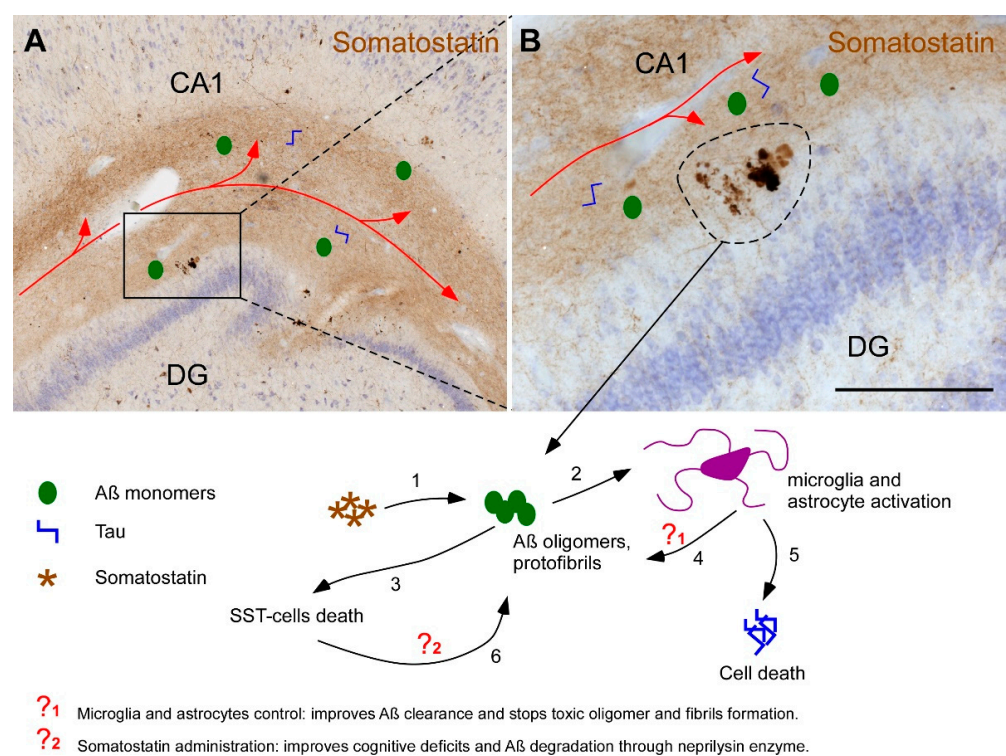 A
Somatostatin
CA1
DG
B
Somatostatin
CA1
DG
Aß monomers
Tau
Somatostatin
1
2
Aß oligomers,
protofibrils
microglia and
astrocyte activation
?1
4
5
3
SST-cells death
?2
6
Cell death
?1 Microglia and astrocytes control: improves Aß clearance and stops toxic oligomer and fibrils formation.
?2 Somatostatin administration: improves cognitive deficits and Aß degradation through neprilysin enzyme.